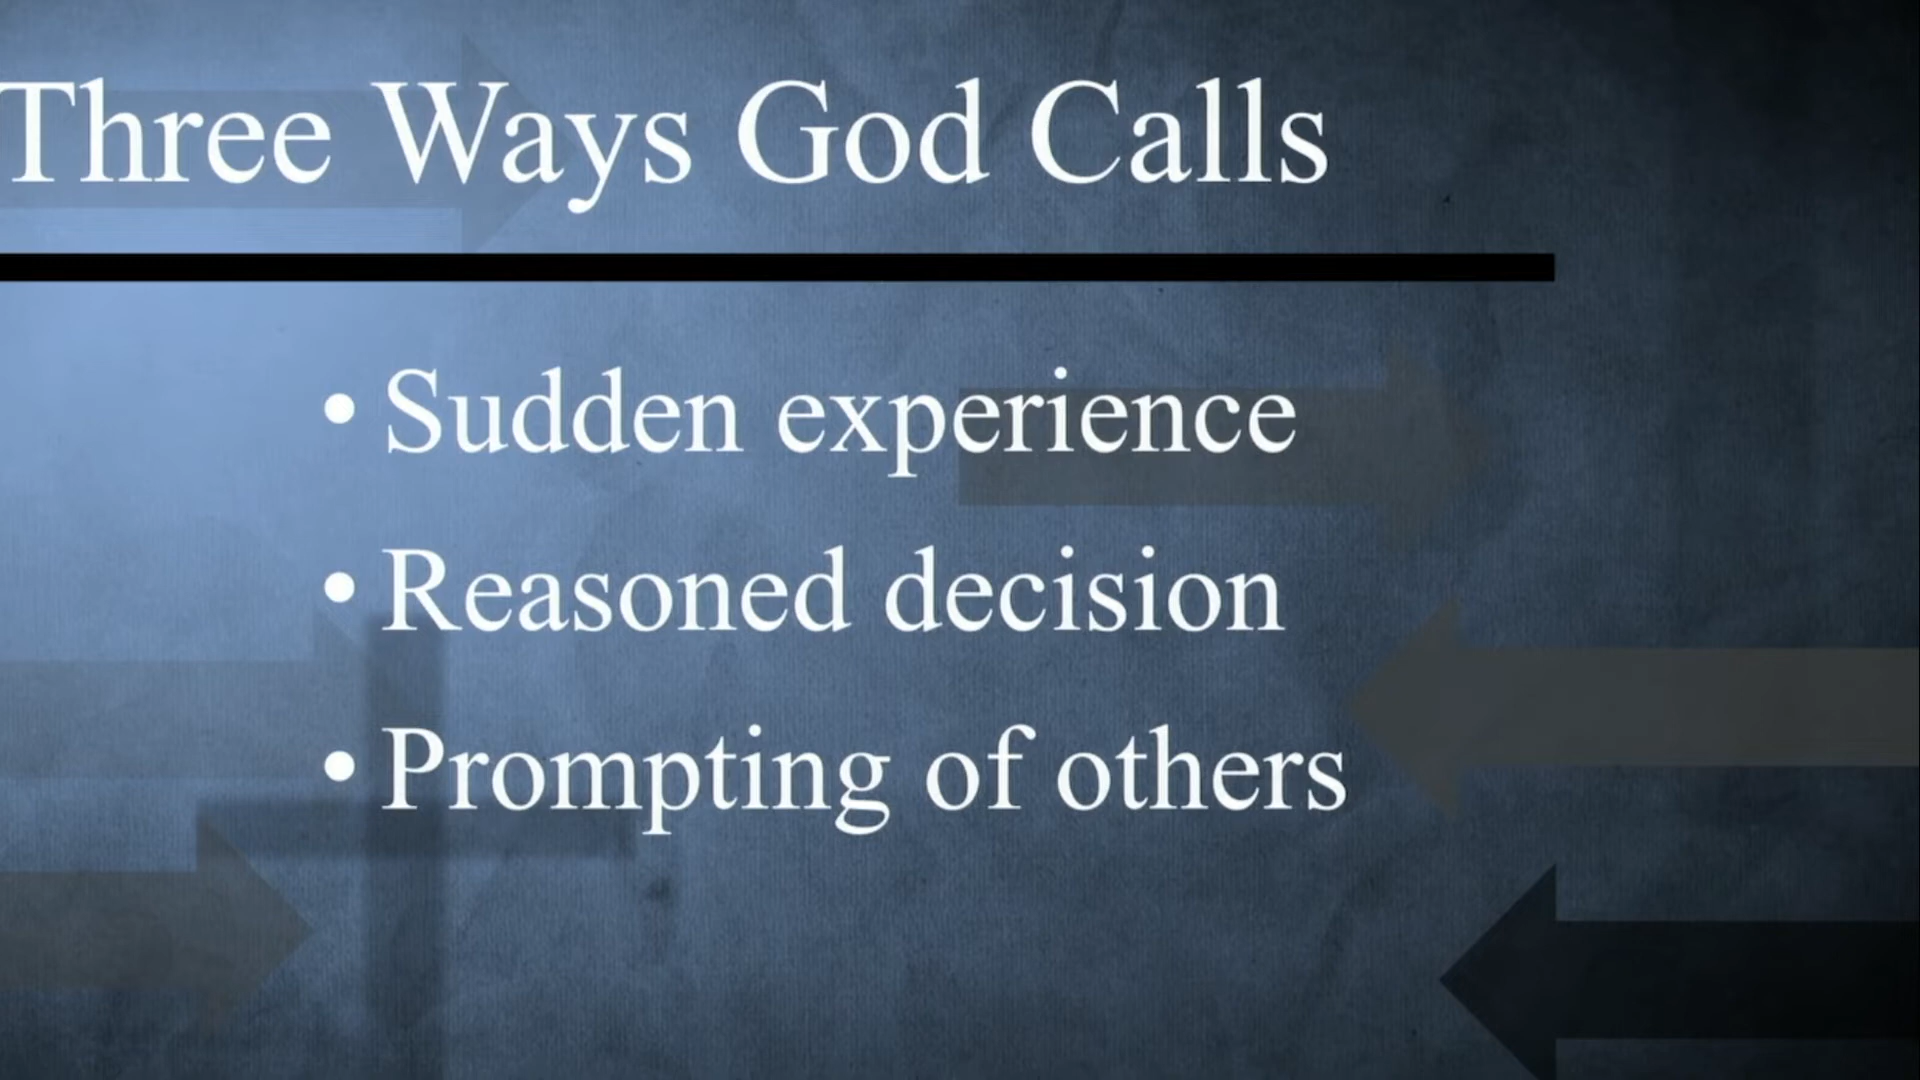 Three Ways God Calls
• Sudden experience
• Reasoned decision
• Prompting of others